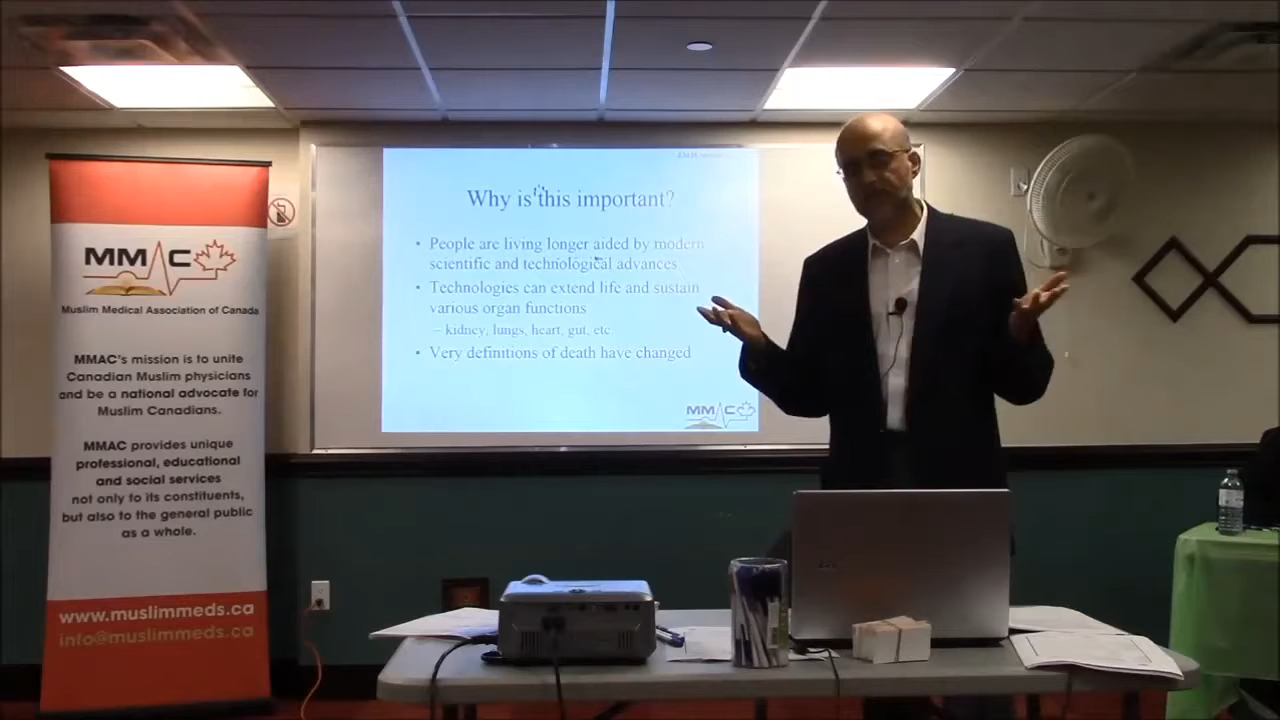 MMAC
Muslim Medical Association of Canada
MMAC's mission is to unite
Canadian Muslim physicians
and be a national advocate for
Muslim Canadians.
MMAC provides unique
professional, educational
and social services
not only to its constituents,
but also to the general public
as a whole.
www.muslimmeds.ca
info@muslimmeds.ca
Why is this important?
• People are living longer aided by modern
scientific and technological advances.
• Technologies can extend life and sustain
various organ functions
– kidney, lungs, heart, gut, etc.
• Very definitions of death have changed
MMAC